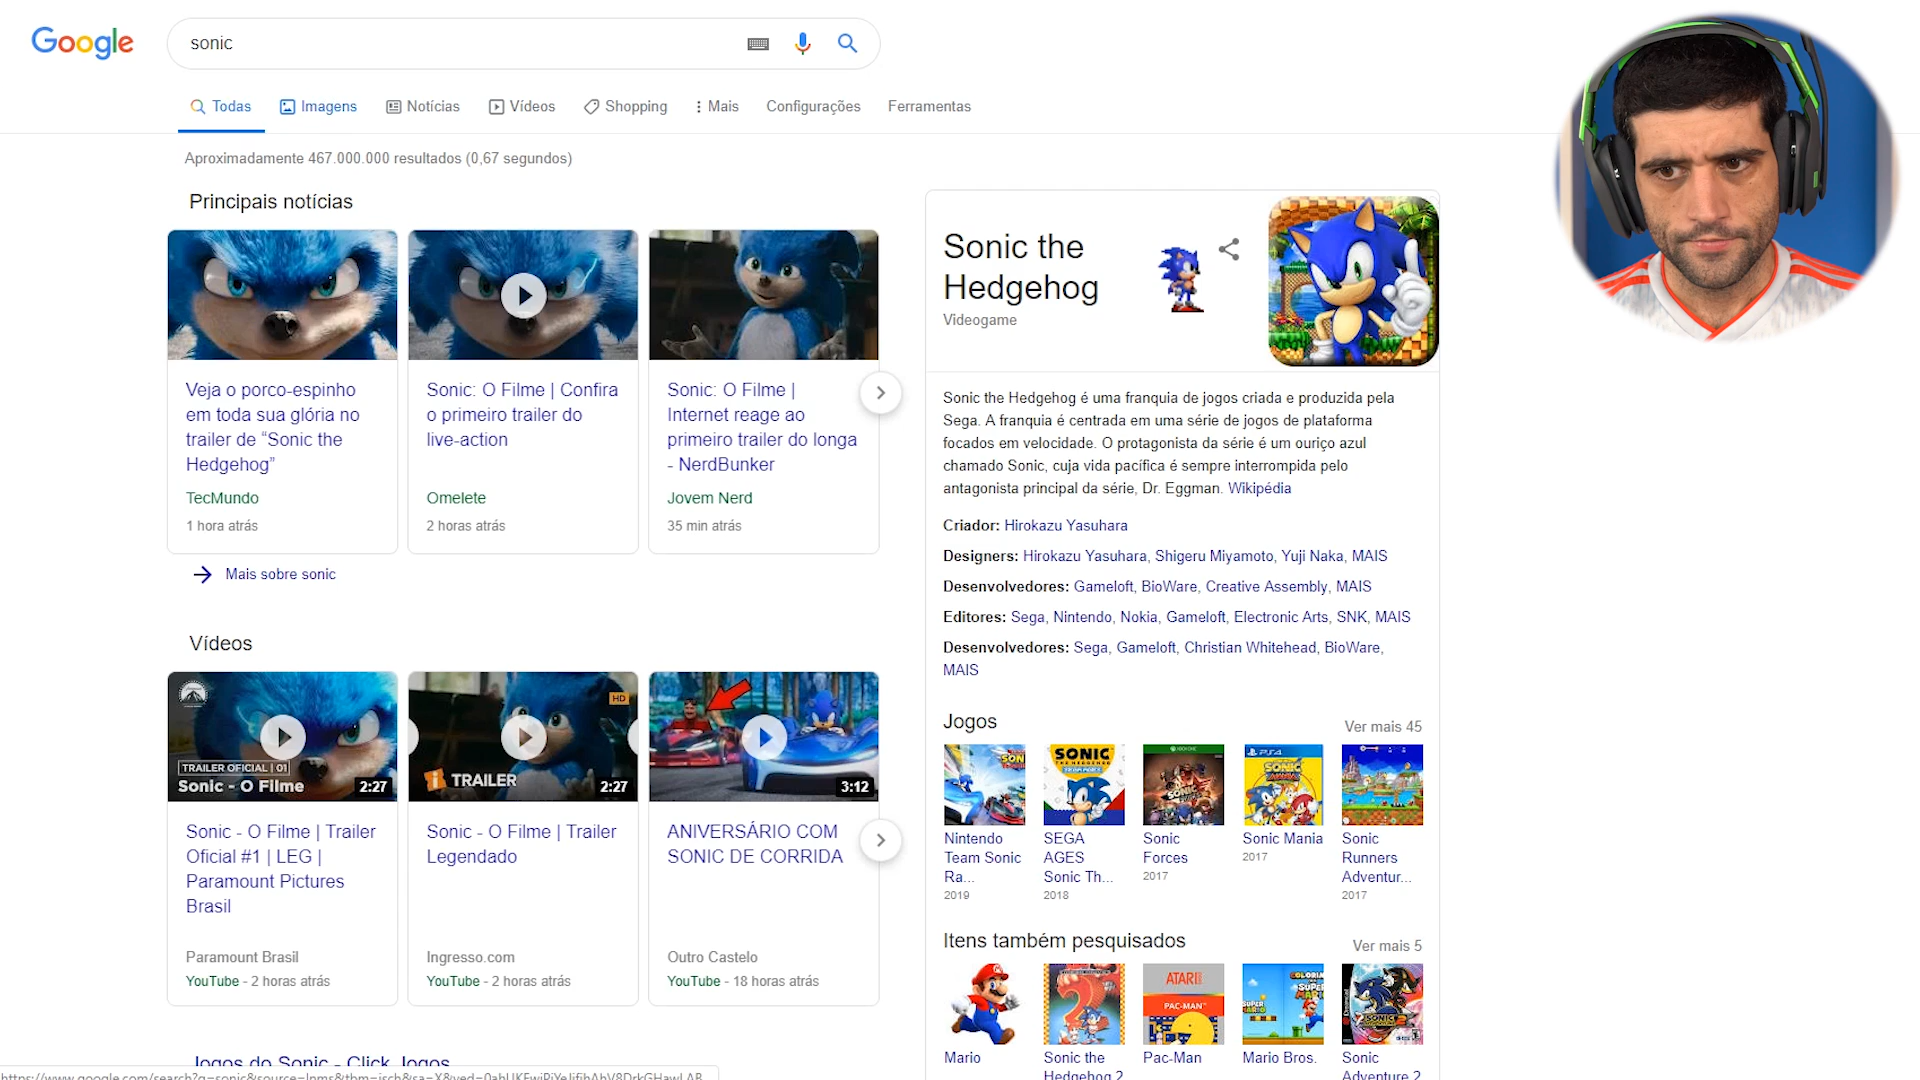 Google
sonic
Todas
Imagens
Notícias
Vídeos
Shopping
Mais
Configurações
Ferramentas
Aproximadamente 467.000.000 resultados (0,67 segundos)
Principais notícias
Veja o porco-espinho
em toda sua glória no
trailer de “Sonic the
Hedgehog”
TecMundo
1 hora atrás
Sonic: O Filme | Confira
o primeiro trailer do
live-action
Omelete
2 horas atrás
Sonic: O Filme |
Internet reage ao
primeiro trailer do longa
- NerdBunker
Jovem Nerd
35 min atrás
Mais sobre sonic
Vídeos
TRAILER OFICIAL | 01
Sonic - O Filme
2:27
Sonic - O Filme | Trailer
Oficial #1 | LEG |
Paramount Pictures
Brasil
Paramount Brasil
YouTube - 2 horas atrás
HD
TRAILER
2:27
Sonic - O Filme | Trailer
Legendado
Ingresso.com
YouTube - 2 horas atrás
3:12
ANIVERSÁRIO COM
SONIC DE CORRIDA
Outro Castelo
YouTube - 18 horas atrás
Jogos do Sonic - Click Jogos
Sonic the
Hedgehog
Videogame
Sonic the Hedgehog é uma franquia de jogos criada e produzida pela
Sega. A franquia é centrada em uma série de jogos de plataforma
focados em velocidade. O protagonista da série é um ouriço azul
chamado Sonic, cuja vida pacífica é sempre interrompida pelo
antagonista principal da série, Dr. Eggman. Wikipédia
Criador: Hirokazu Yasuhara
Designers: Hirokazu Yasuhara, Shigeru Miyamoto, Yuji Naka, MAIS
Desenvolvedores: Gameloft, BioWare, Creative Assembly, MAIS
Editores: Sega, Nintendo, Nokia, Gameloft, Electronic Arts, SNK, MAIS
Desenvolvedores: Sega, Gameloft, Christian Whitehead, BioWare,
MAIS
Jogos
Ver mais 45
SONIC
PS4
SONIC
Nintendo
Team Sonic
Ra...
2019
SEGA
AGES
Sonic Th...
2018
Sonic
Forces
2017
Sonic Mania
2017
Sonic
Runners
Adventur...
2017
Itens também pesquisados
Ver mais 5
2
ATARI
PAC-MAN
SUPER
MARIO
Mario
Sonic the
Hedgehog 2
Pac-Man
Mario Bros.
Sonic
Adventure 2